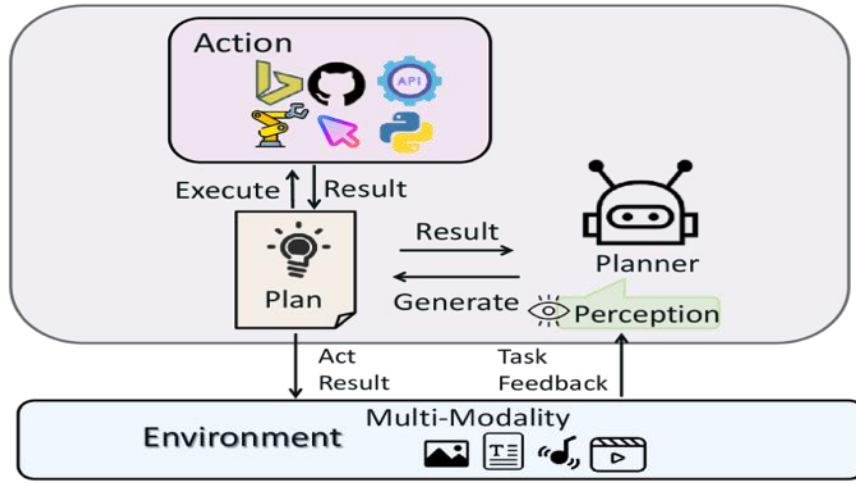 Action
API
Execute
Result
Result
Planner
Plan
Generate
Perception
Act
Result
Task
Feedback
Multi-Modality
Environment
T